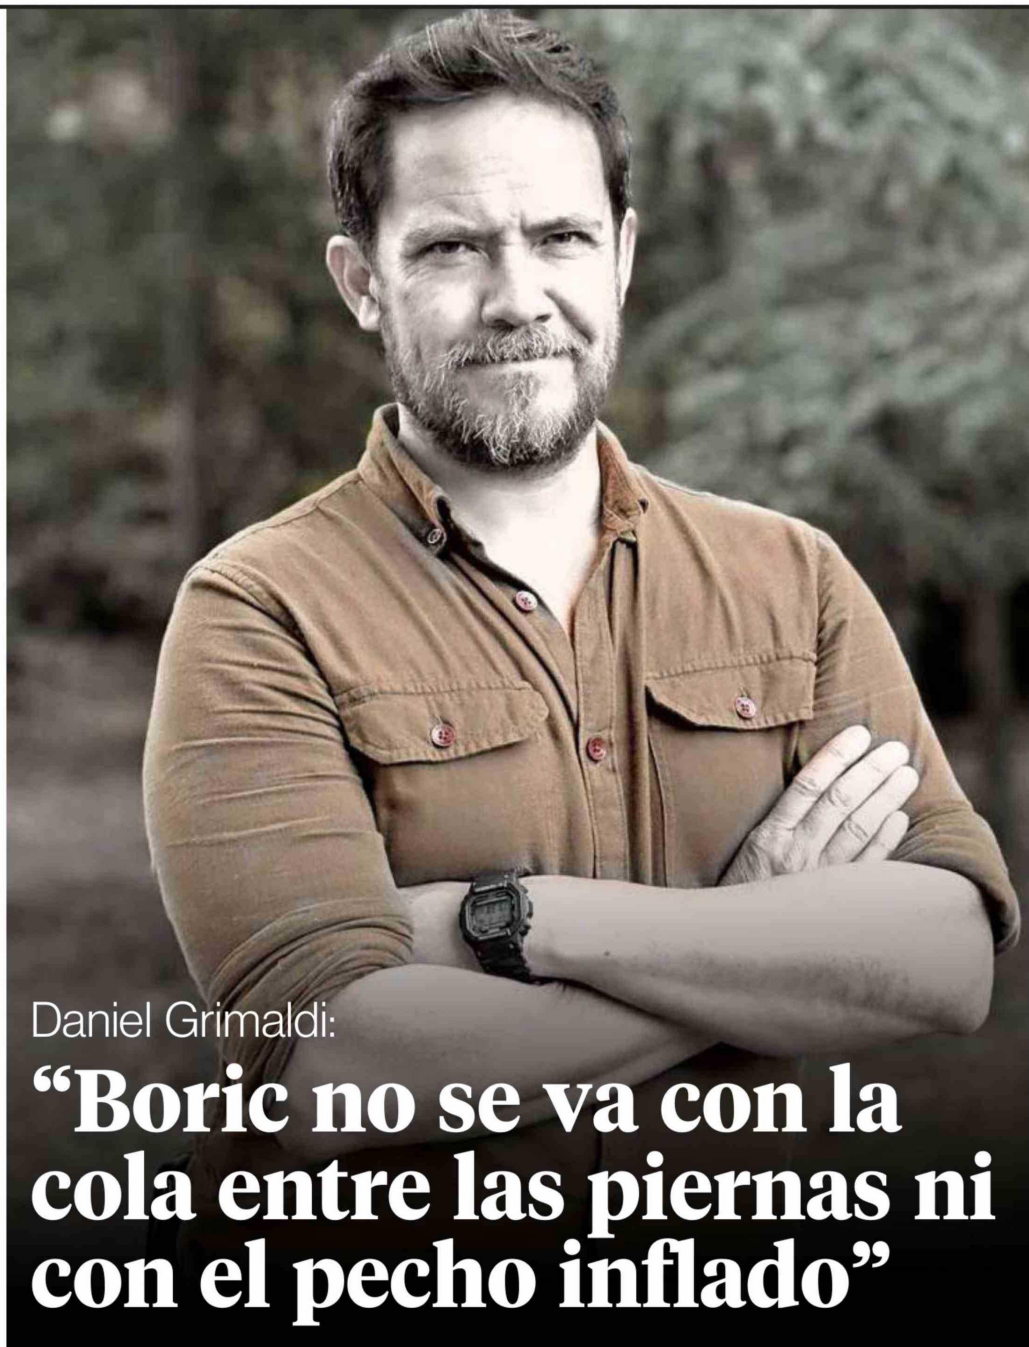 Daniel Grimaldi:
“Boric no se va con la
cola entre las piernas ni
con el pecho inflado”